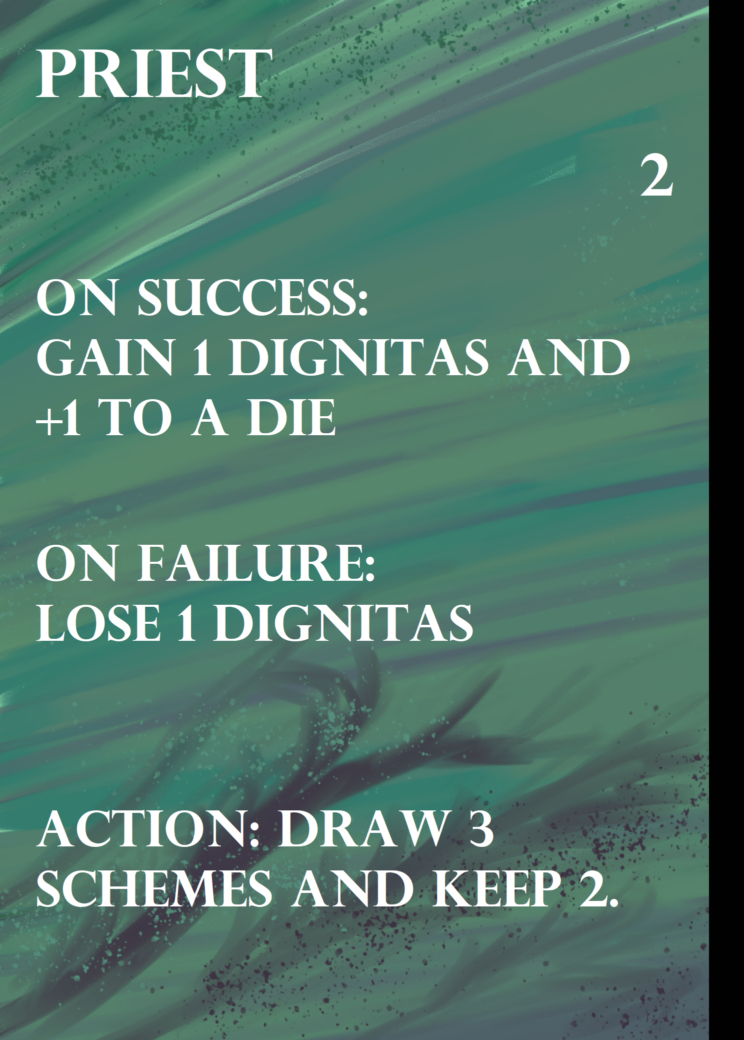 PRIEST
2
ON SUCCESS:
GAIN 1 DIGNITAS AND
+1 TO A DIE
ON FAILURE:
LOSE 1 DIGNITAS
ACTION: DRAW 3
SCHEMES AND KEEP 2.